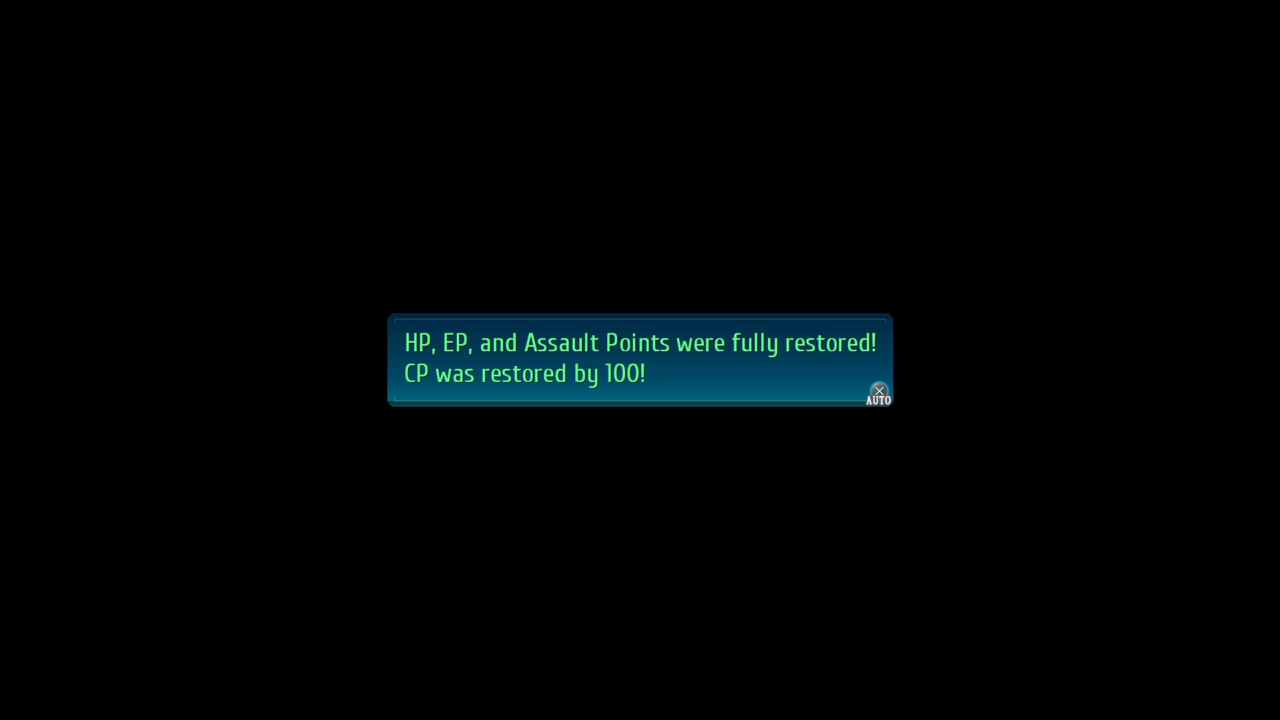 HP, EP, and Assault Points were fully restored!
CP was restored by 100!
AUTO